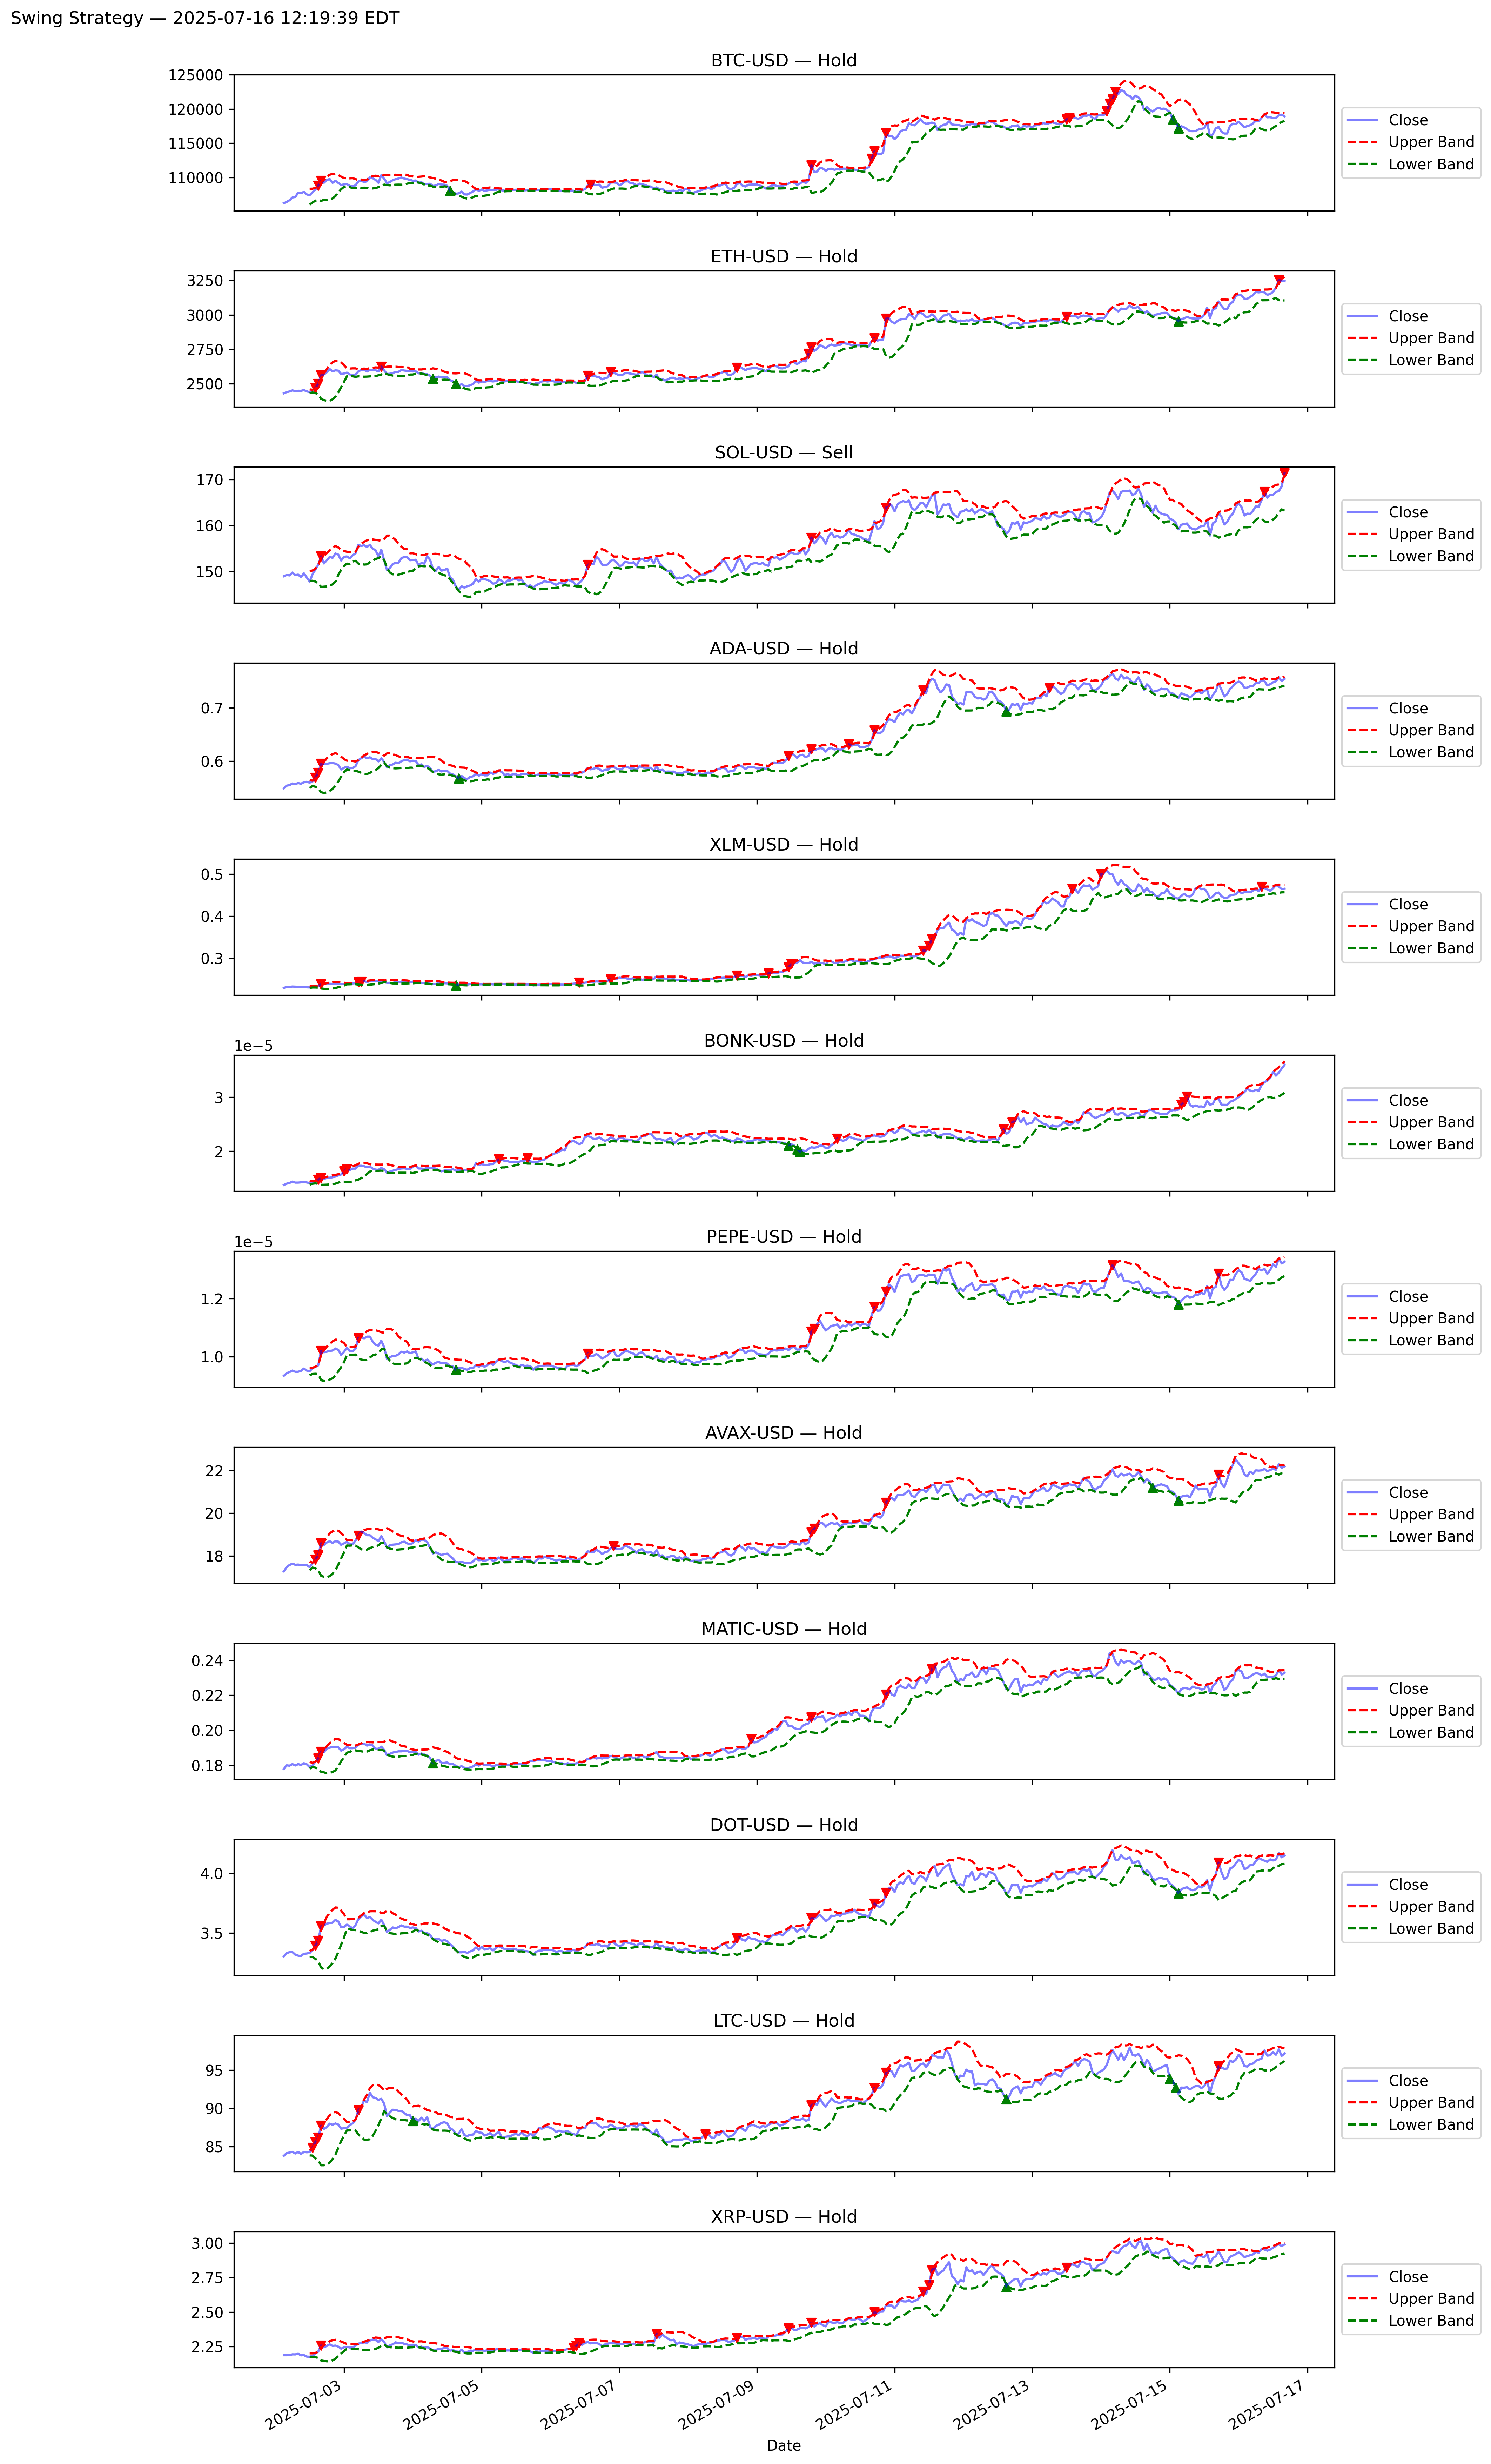 Swing Strategy — 2025-07-16 12:19:39 EDT
BTC-USD — Hold
125000
120000
115000
110000
Close
Upper Band
Lower Band
ETH-USD — Hold
3250
3000
2750
2500
Close
Upper Band
Lower Band
SOL-USD — Sell
170
160
150
Close
Upper Band
Lower Band
ADA-USD — Hold
0.7
0.6
Close
Upper Band
Lower Band
XLM-USD — Hold
0.5
0.4
0.3
Close
Upper Band
Lower Band
BONK-USD — Hold
1e−5
3
2
Close
Upper Band
Lower Band
PEPE-USD — Hold
1e−5
1.2
1.0
Close
Upper Band
Lower Band
AVAX-USD — Hold
22
20
18
Close
Upper Band
Lower Band
MATIC-USD — Hold
0.24
0.22
0.20
0.18
Close
Upper Band
Lower Band
DOT-USD — Hold
4.0
3.5
Close
Upper Band
Lower Band
LTC-USD — Hold
95
90
85
Close
Upper Band
Lower Band
XRP-USD — Hold
3.00
2.75
2.50
2.25
Close
Upper Band
Lower Band
2025-07-03
2025-07-05
2025-07-07
2025-07-09
2025-07-11
2025-07-13
2025-07-15
2025-07-17
Date